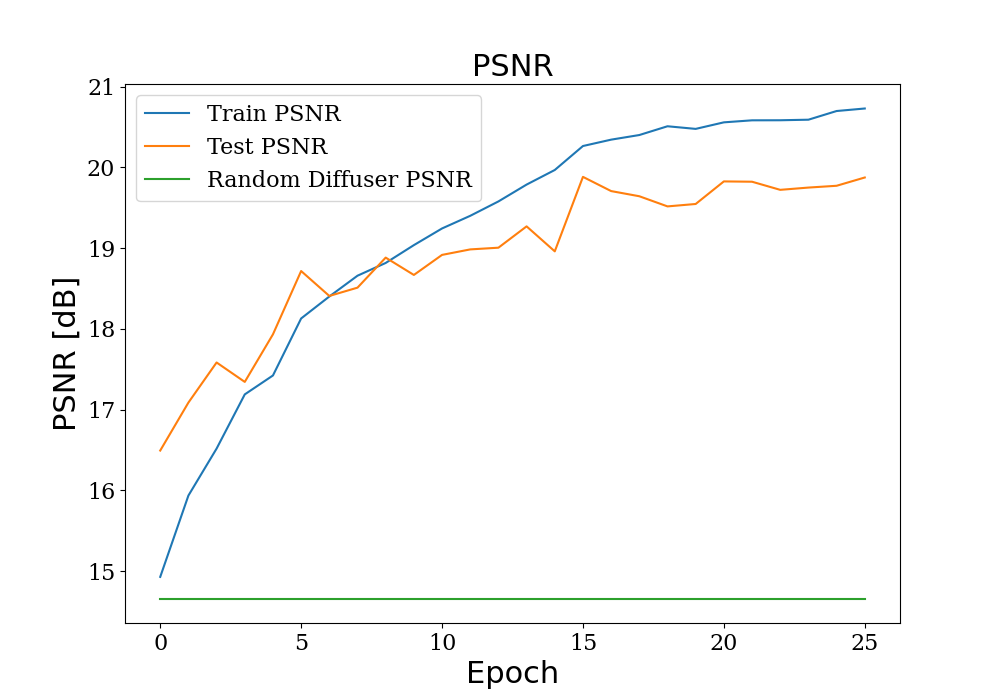 PSNR
Train PSNR
Test PSNR
Random Diffuser PSNR
PSNR [dB]
21
20
19
18
17
16
15
0 5 10 15 20 25
Epoch